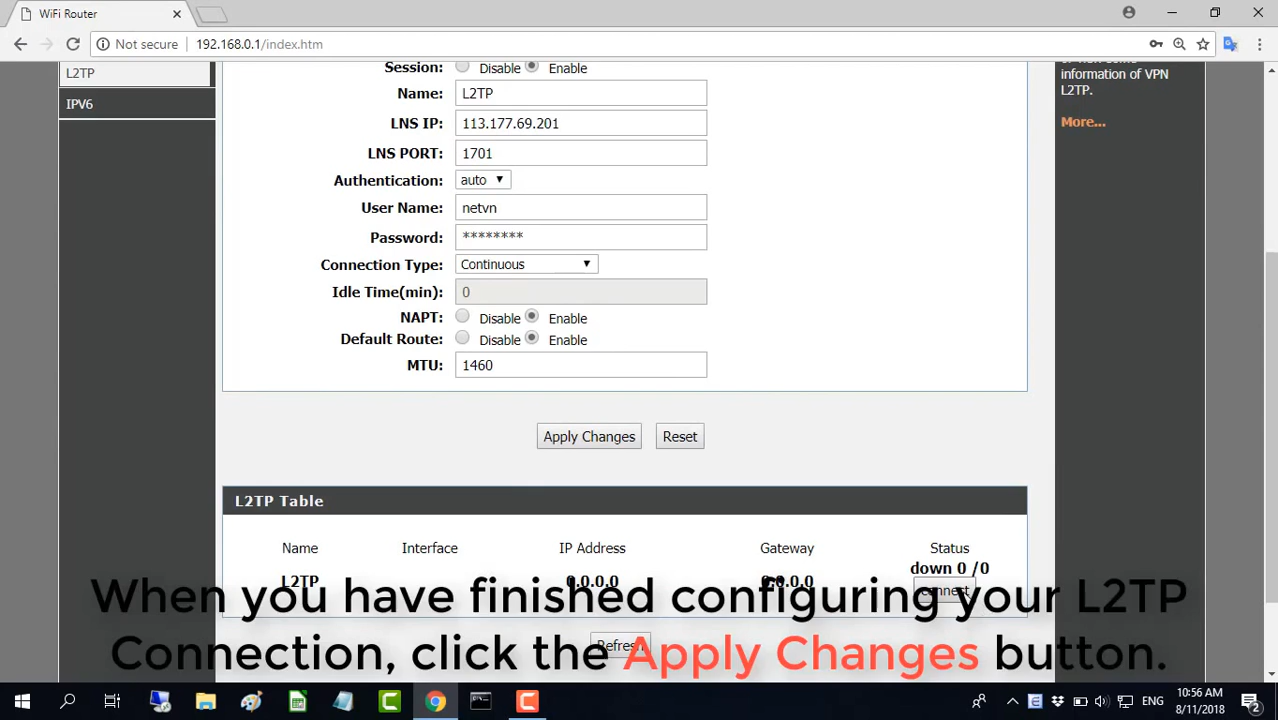 WiFi Router
Not secure 192.168.0.1/index.htm
L2TP
IPV6
Session: Disable Enable
Name: L2TP
LNS IP: 113.177.69.201
LNS PORT: 1701
Authentication: auto
User Name: netvn
Password: ********
Connection Type: Continuous
Idle Time(min): 0
NAPT: Disable Enable
Default Route: Disable Enable
MTU: 1460
information of VPN
L2TP.
More...
Apply Changes Reset
L2TP Table
Name Interface IP Address Gateway Status
down 0 /0
L2TP 0.0.0.0 0.0.0.0
connect
Refresh
When you have finished configuring your L2TP
Connection, click the Apply Changes button.
ENG
10:56 AM
8/11/2018
2